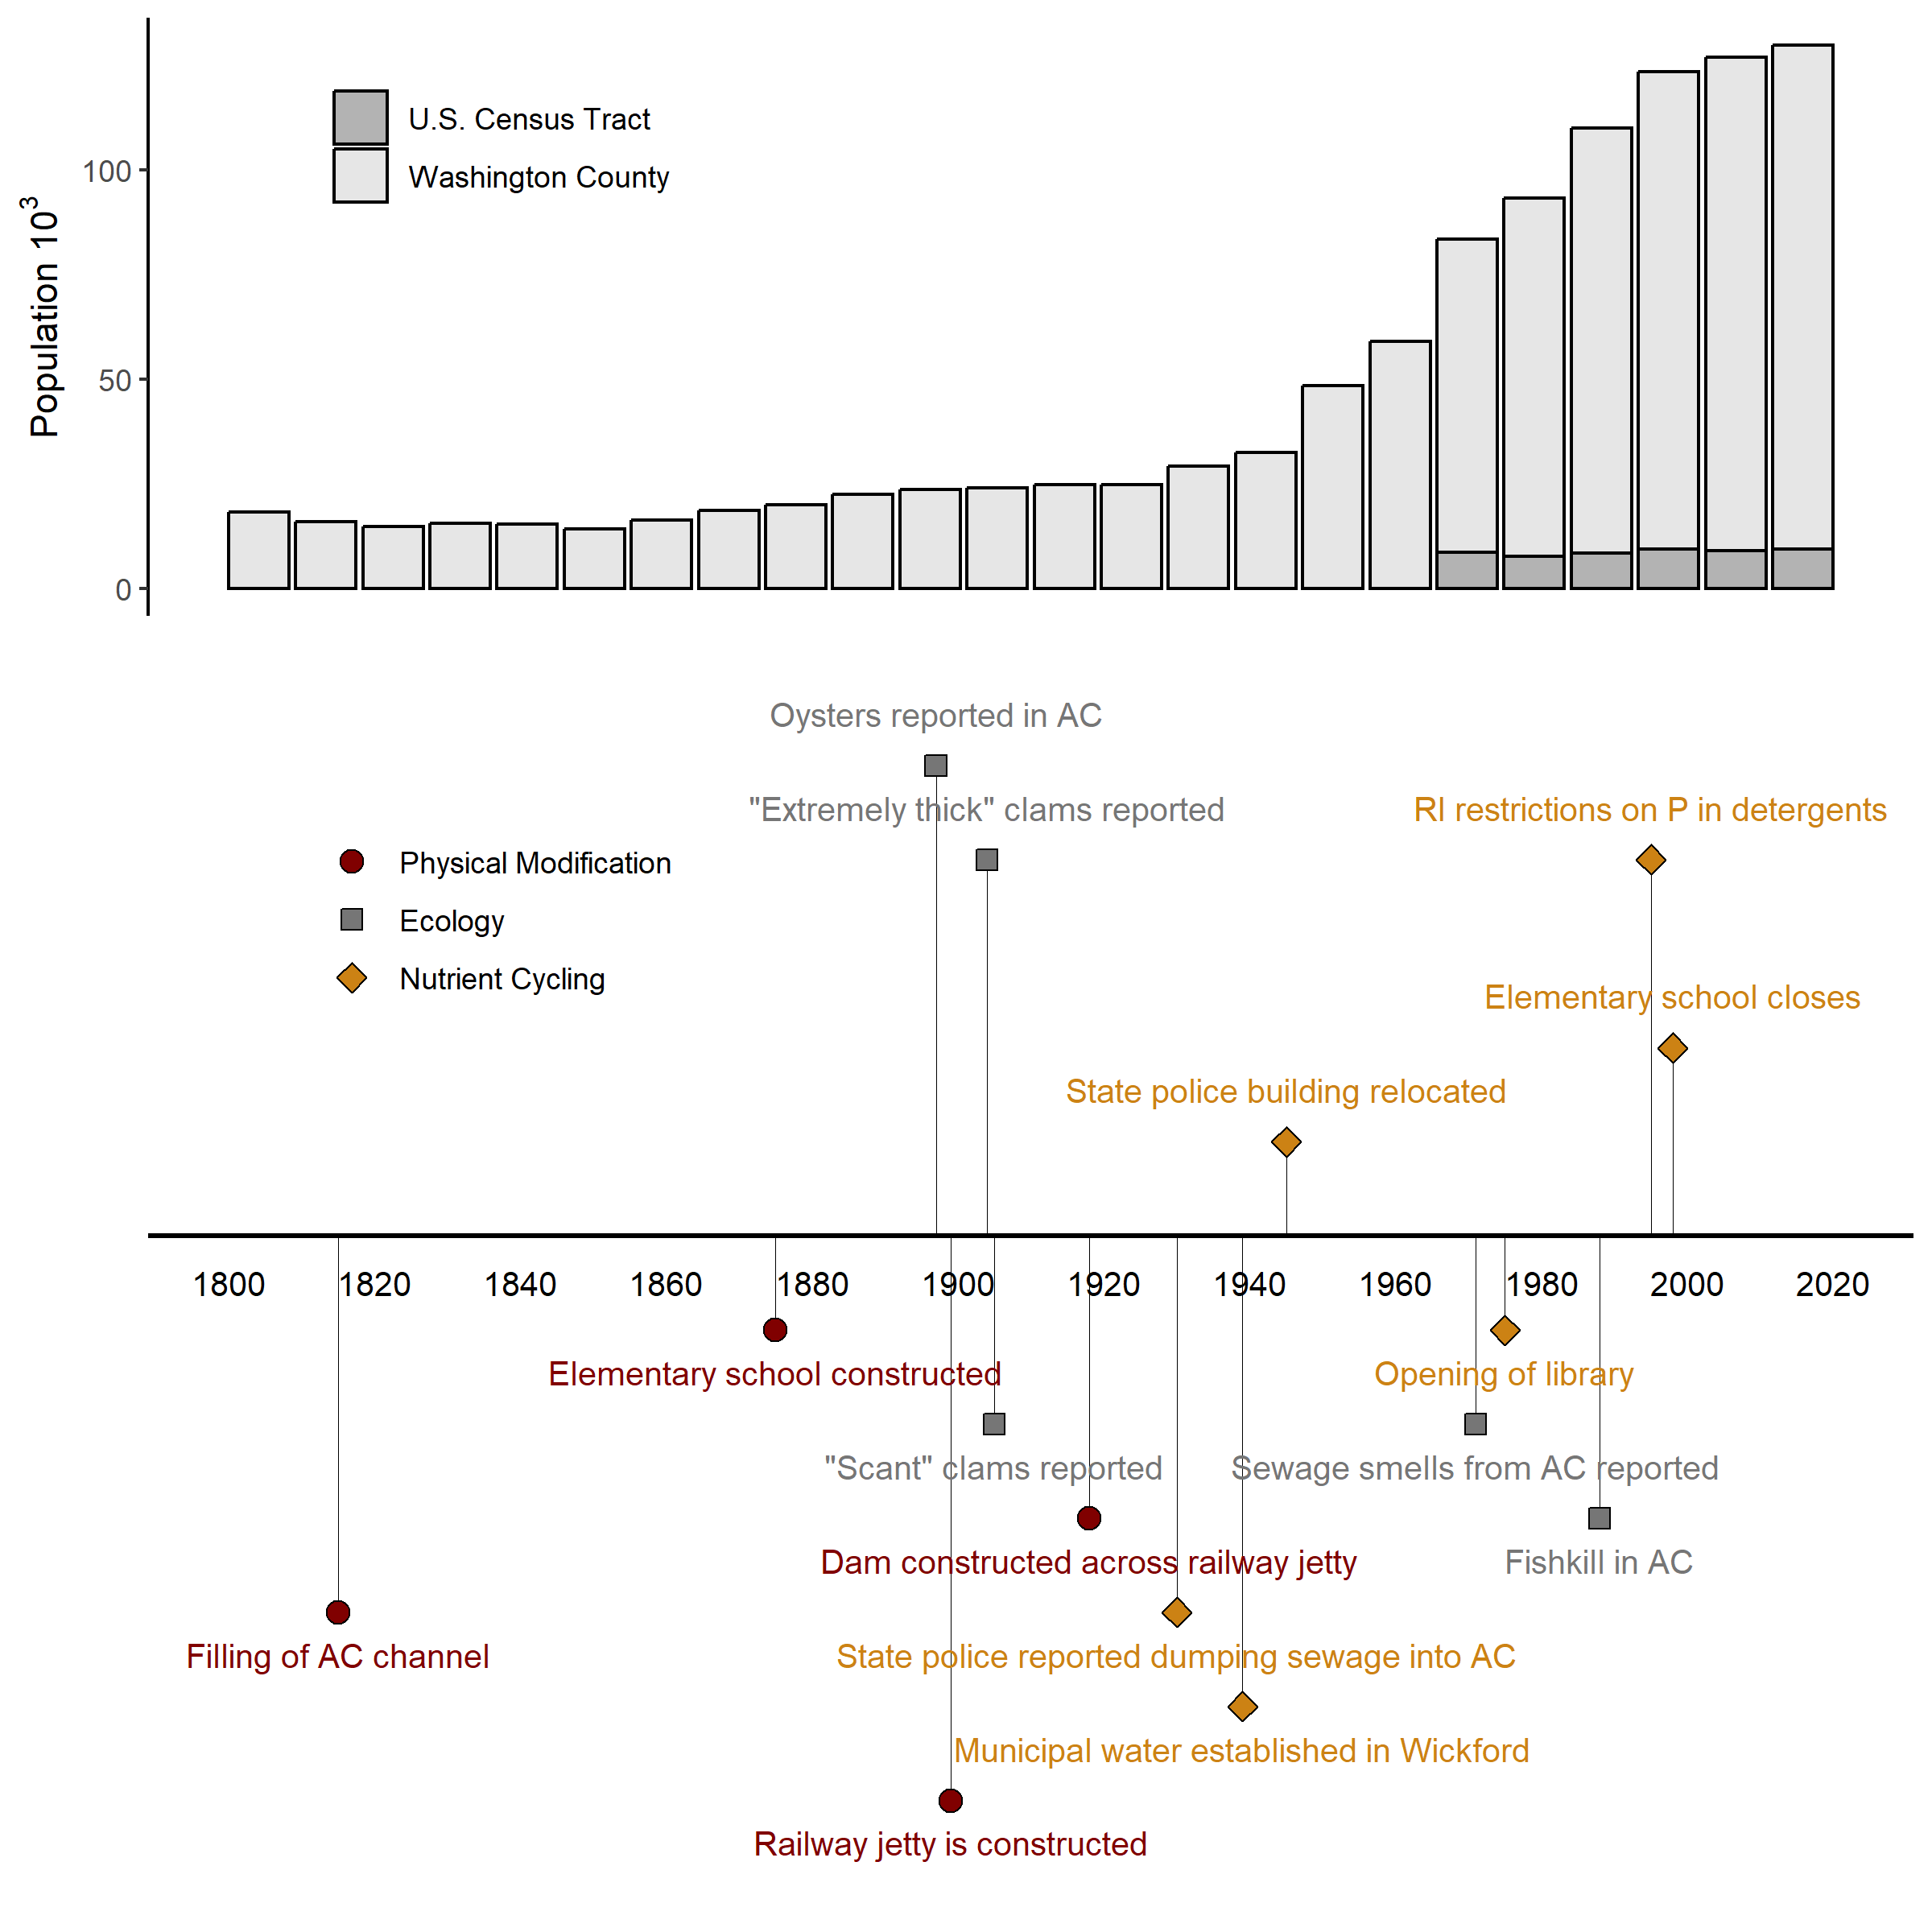 U.S. Census Tract
Washington County
100
50
0
Population 10³
Oysters reported in AC
"Extremely thick" clams reported
RI restrictions on P in detergents
Physical Modification
Ecology
Nutrient Cycling
Elementary school closes
State police building relocated
1800 1820 1840 1860 1880 1900 1920 1940 1960 1980 2000 2020
Elementary school constructed
Opening of library
"Scant" clams reported
Sewage smells from AC reported
Dam constructed across railway jetty
Fishkill in AC
Filling of AC channel
State police reported dumping sewage into AC
Municipal water established in Wickford
Railway jetty is constructed